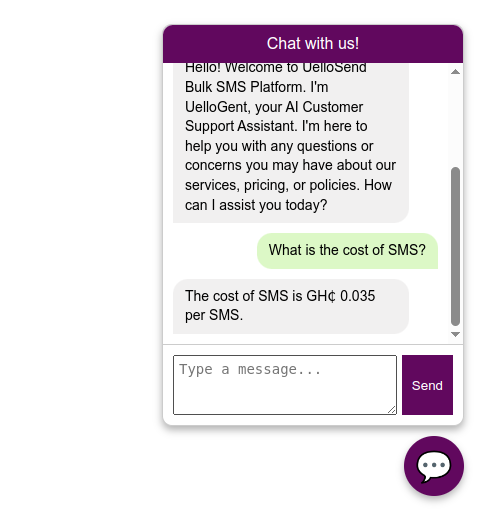 Chat with us!
Hello! Welcome to UelloSend
Bulk SMS Platform. I'm
UelloGent, your AI Customer
Support Assistant. I'm here to
help you with any questions or
concerns you may have about our
services, pricing, or policies. How
can I assist you today?
What is the cost of SMS?
The cost of SMS is GH₵ 0.035
per SMS.
Type a message...
Send